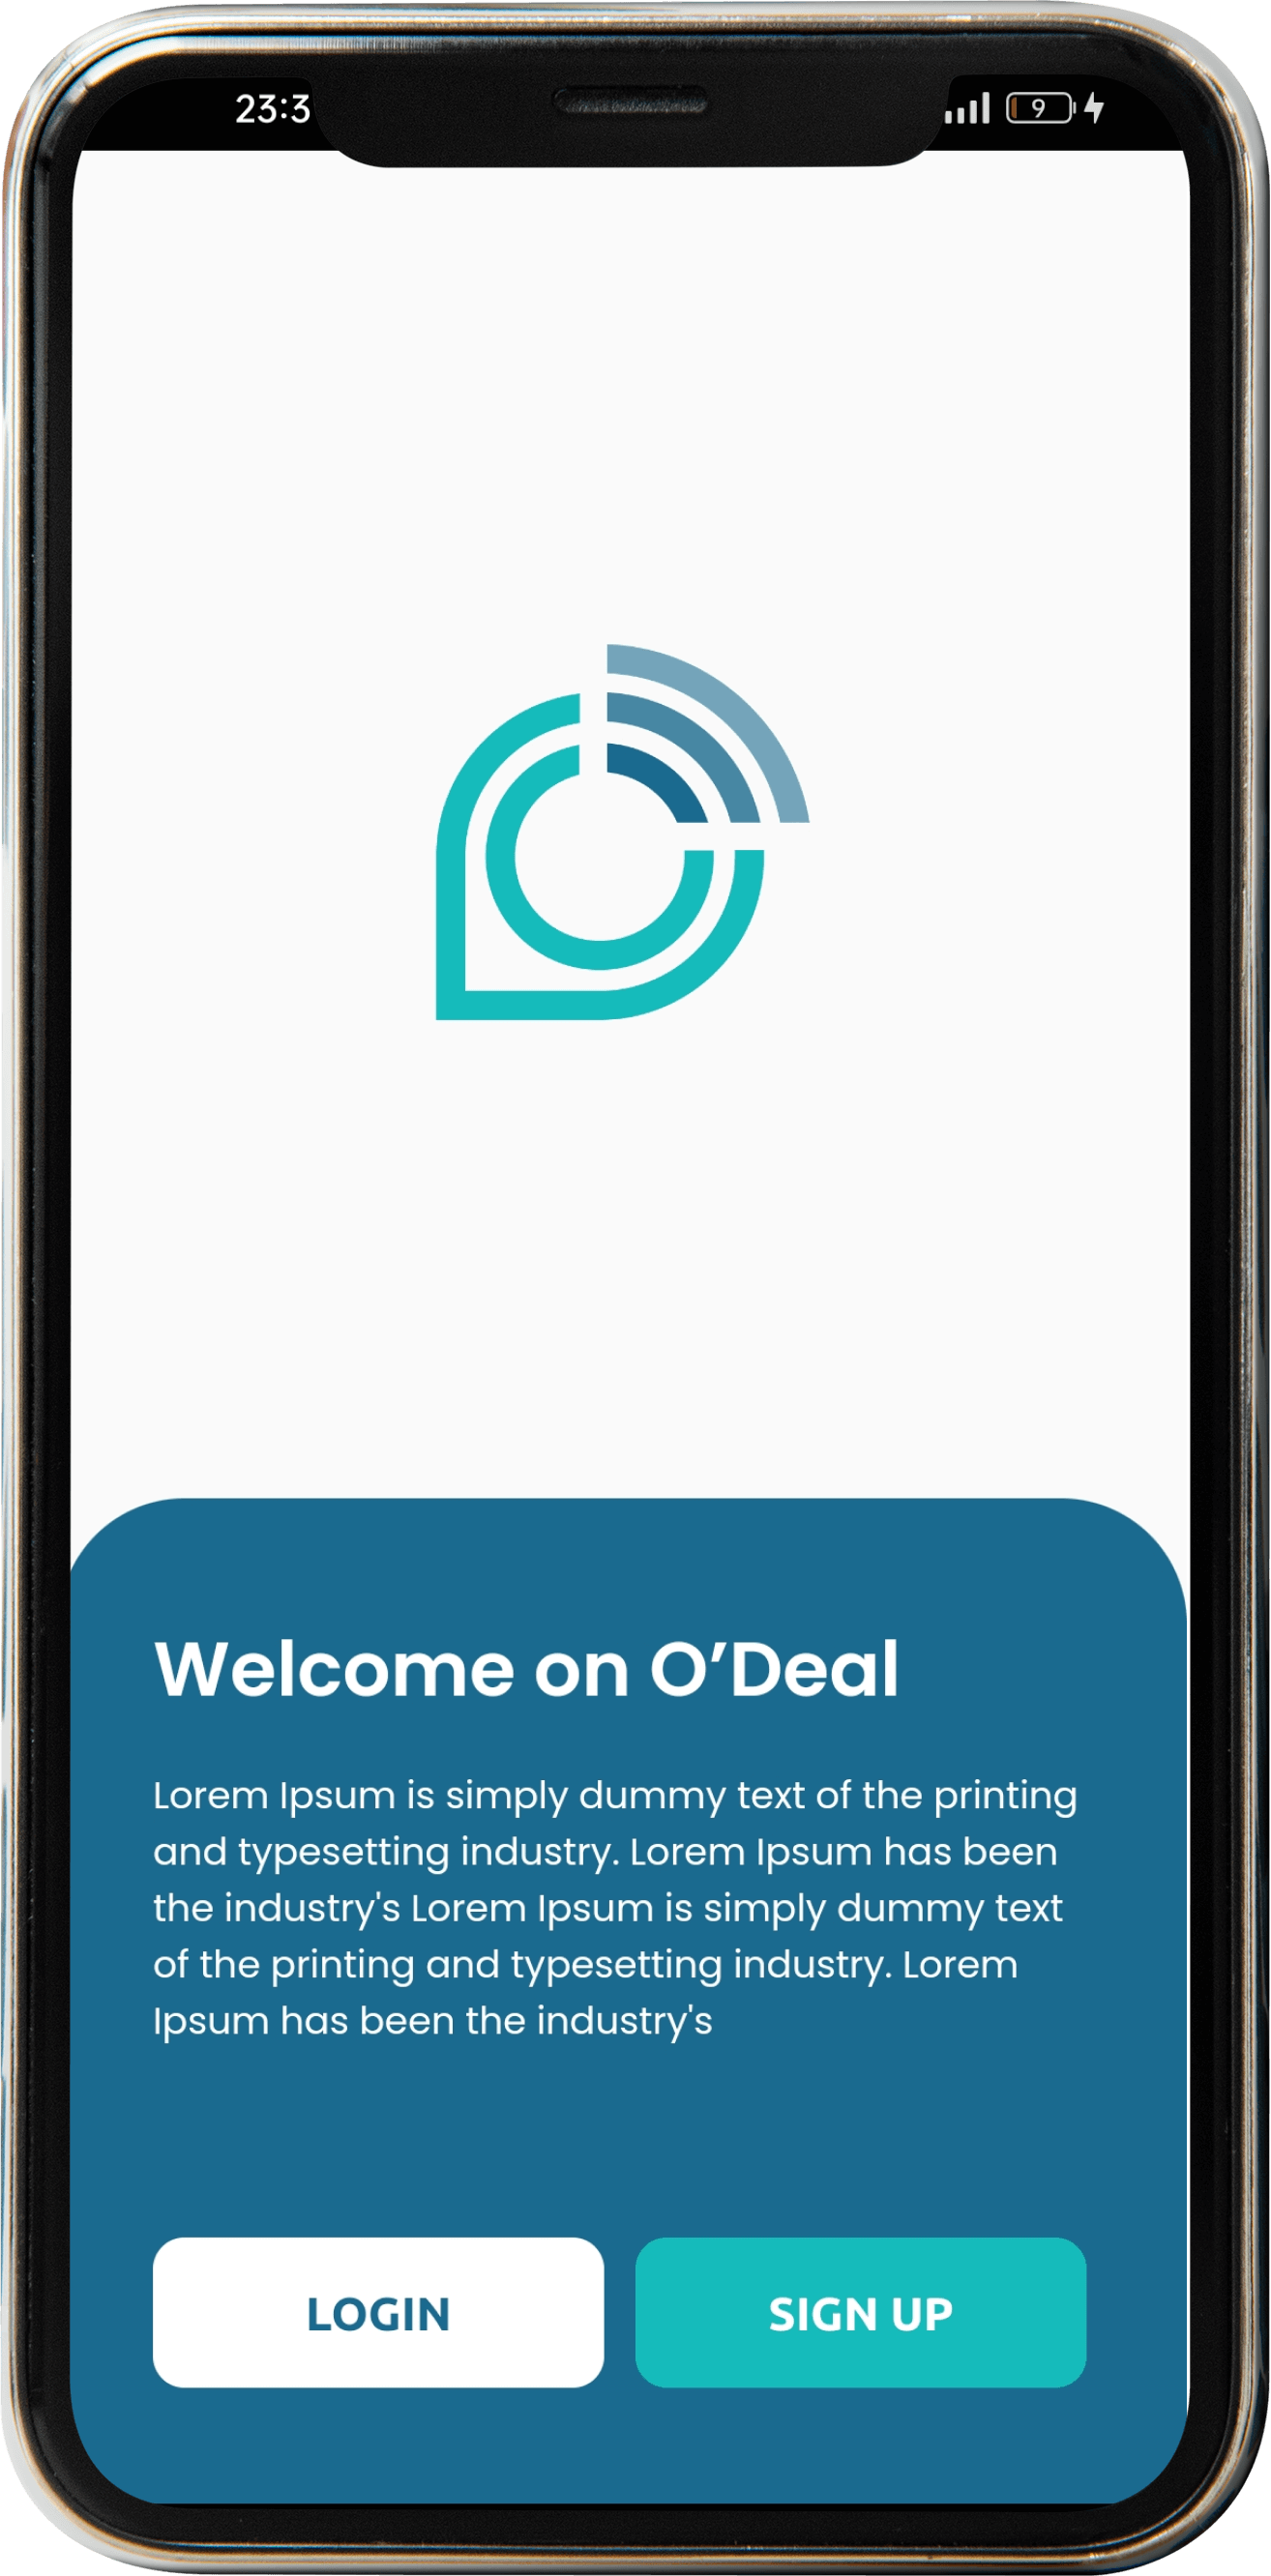 23:3
9
Welcome on O’Deal
Lorem Ipsum is simply dummy text of the printing
and typesetting industry. Lorem Ipsum has been
the industry's Lorem Ipsum is simply dummy text
of the printing and typesetting industry. Lorem
Ipsum has been the industry's
LOGIN
SIGN UP